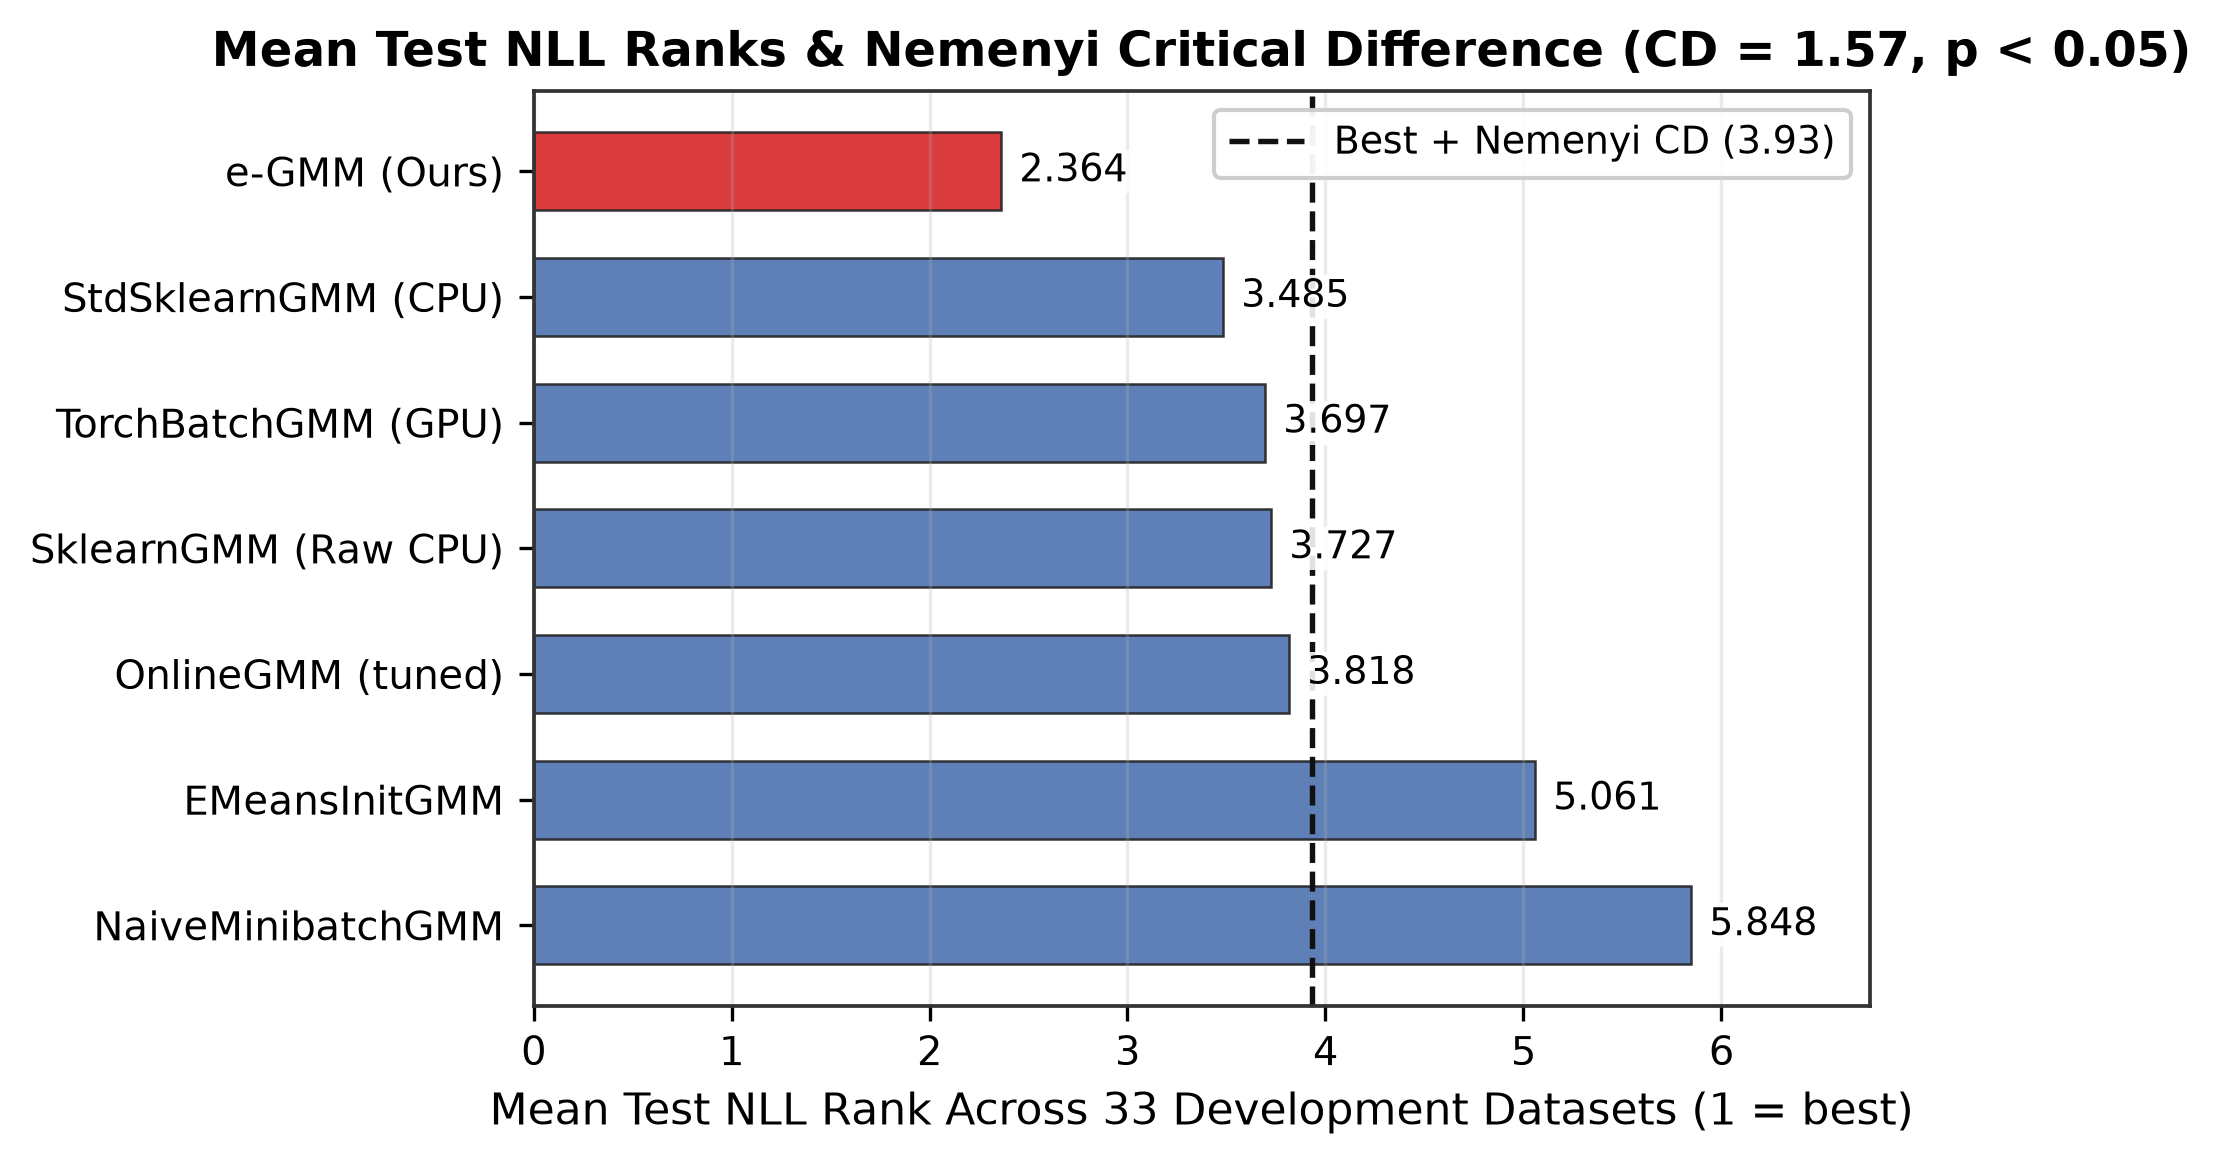 Mean Test NLL Ranks & Nemenyi Critical Difference (CD = 1.57, p < 0.05)
Best + Nemenyi CD (3.93)
e-GMM (Ours) 2.364
StdSklearnGMM (CPU) 3.485
TorchBatchGMM (GPU) 3.697
SklearnGMM (Raw CPU) 3.727
OnlineGMM (tuned) 3.818
EMeansInitGMM 5.061
NaiveMinibatchGMM 5.848
0 1 2 3 4 5 6
Mean Test NLL Rank Across 33 Development Datasets (1 = best)